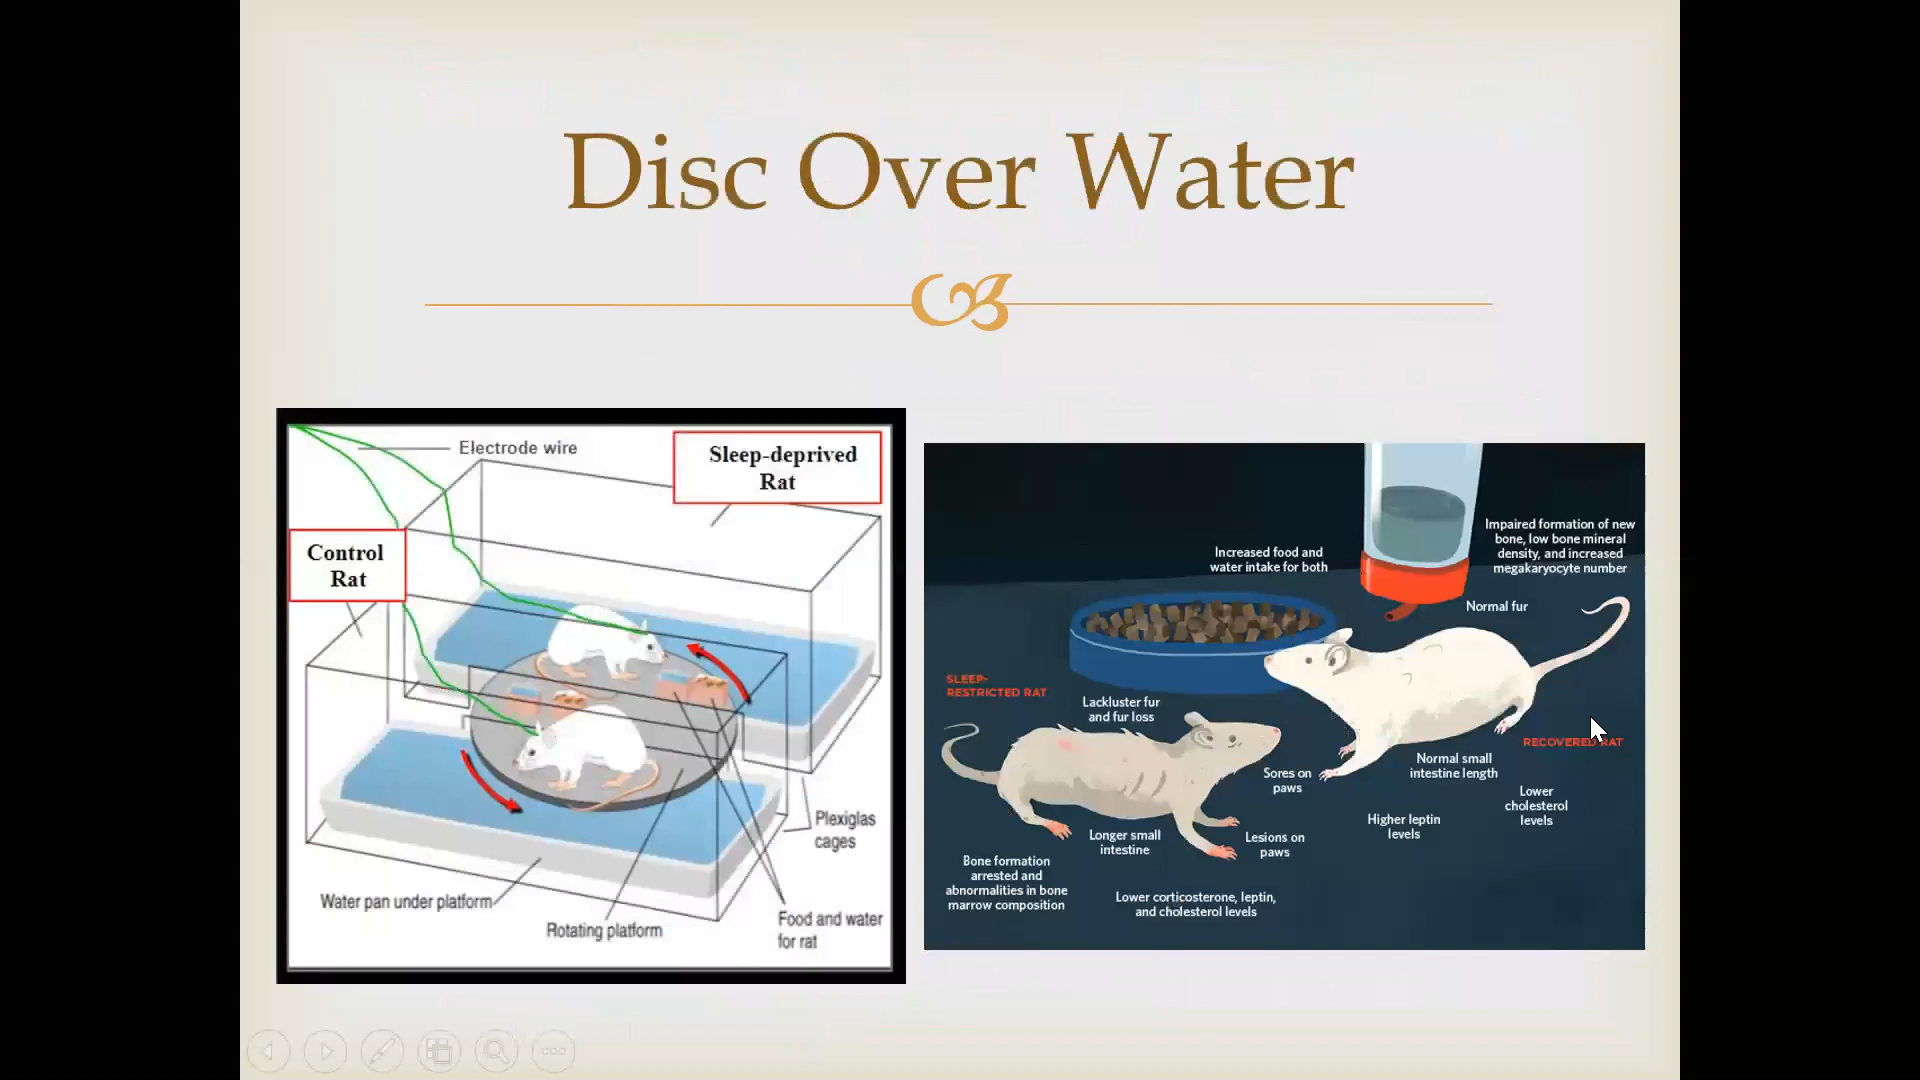 Disc Over Water
Electrode wire
Sleep-deprived
Rat
Control
Rat
Plexiglas
cages
Water pan under platform
Rotating platform
Food and water
for rat
Increased food and
water intake for both
Impaired formation of new
bone, low bone mineral
density, and increased
megakaryocyte number
Normal fur
SLEEP-
RESTRICTED RAT
Lackluster fur
and fur loss
RECOVERED RAT
Normal small
intestine length
Sores on
paws
Lower
cholesterol
levels
Higher leptin
levels
Longer small
intestine
Lesions on
paws
Bone formation
arrested and
abnormalities in bone
marrow composition
Lower corticosterone, leptin,
and cholesterol levels